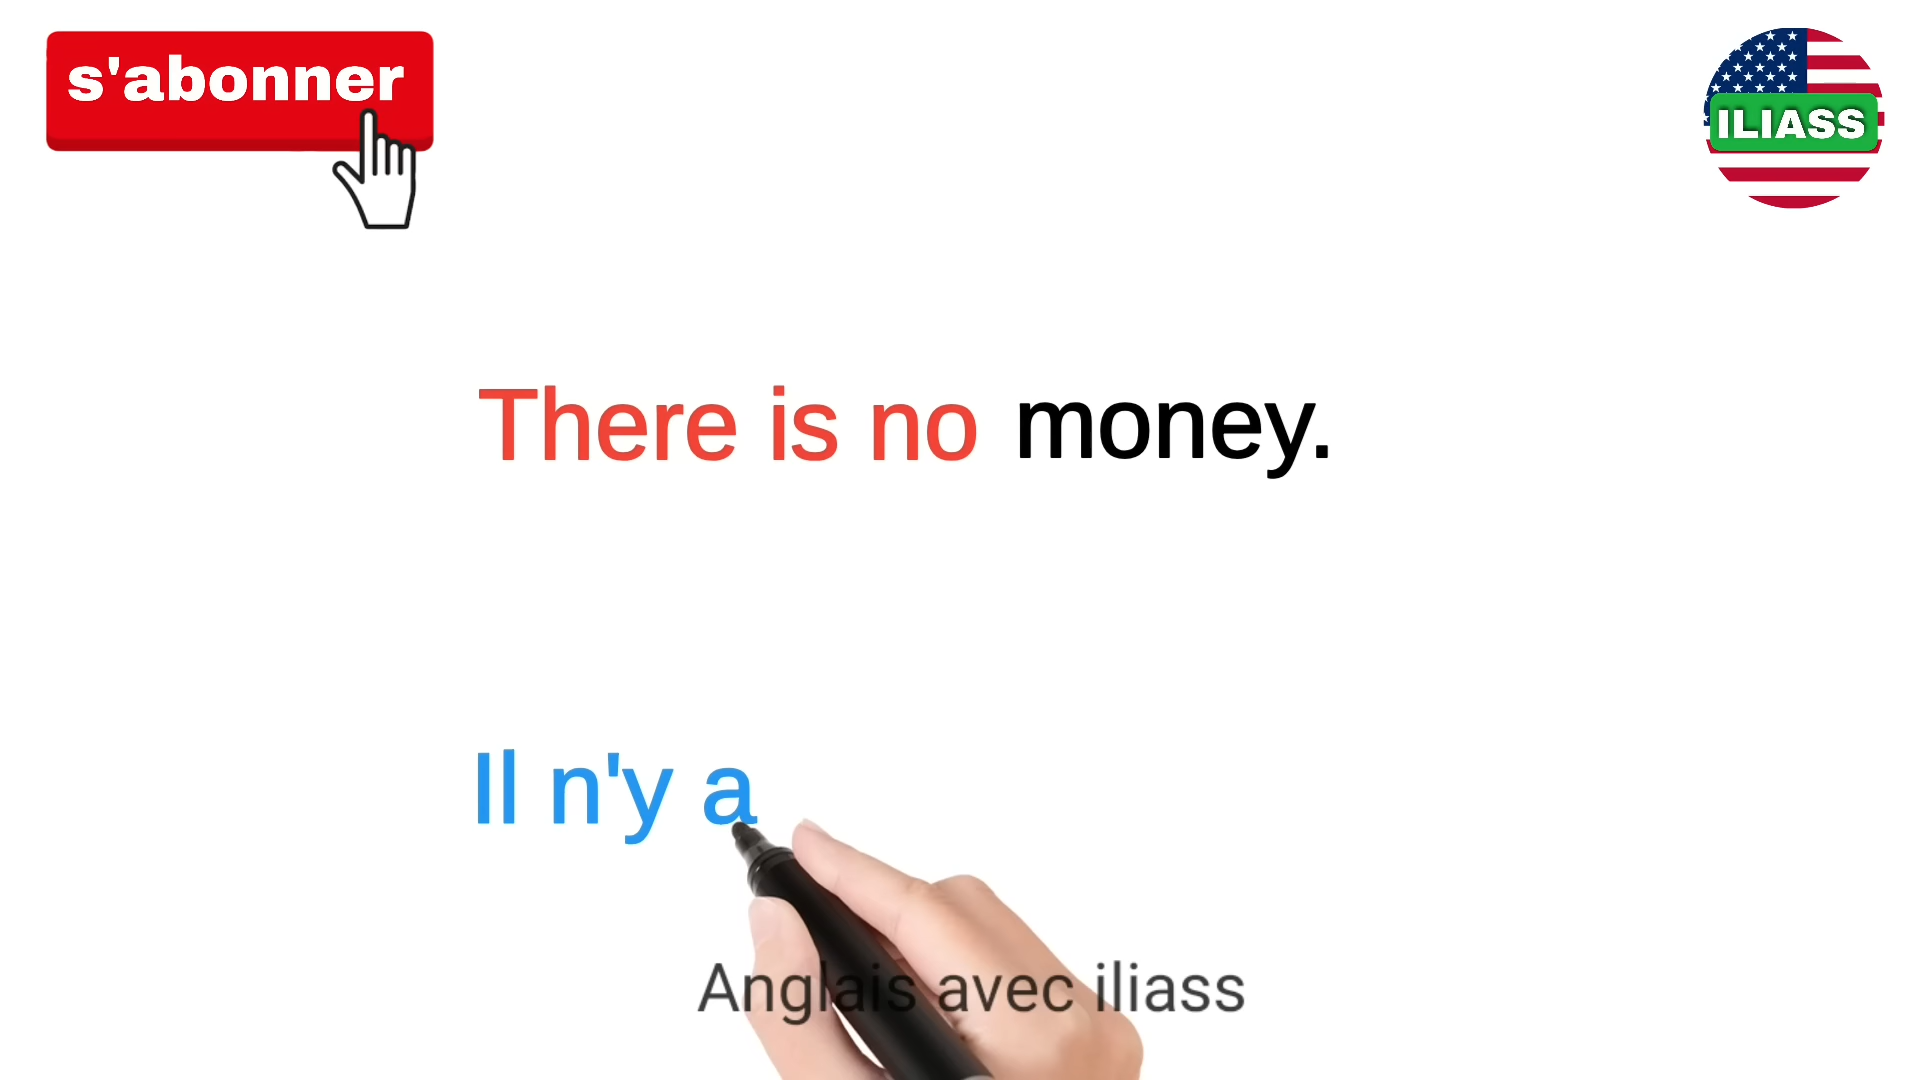 s'abonner
ILIASS
There is no money.
Il n'y a
Anglais avec iliass